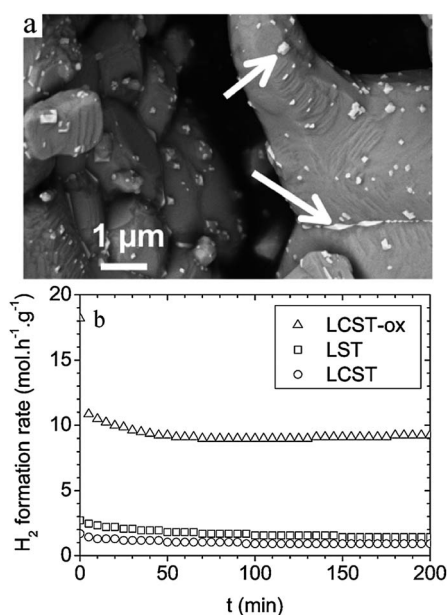 a
1 μm
b
LCST-ox
LST
LCST
H₂ formation rate (mol.h⁻¹.g⁻¹)
20
15
10
5
0
0 50 100 150 200
t (min)